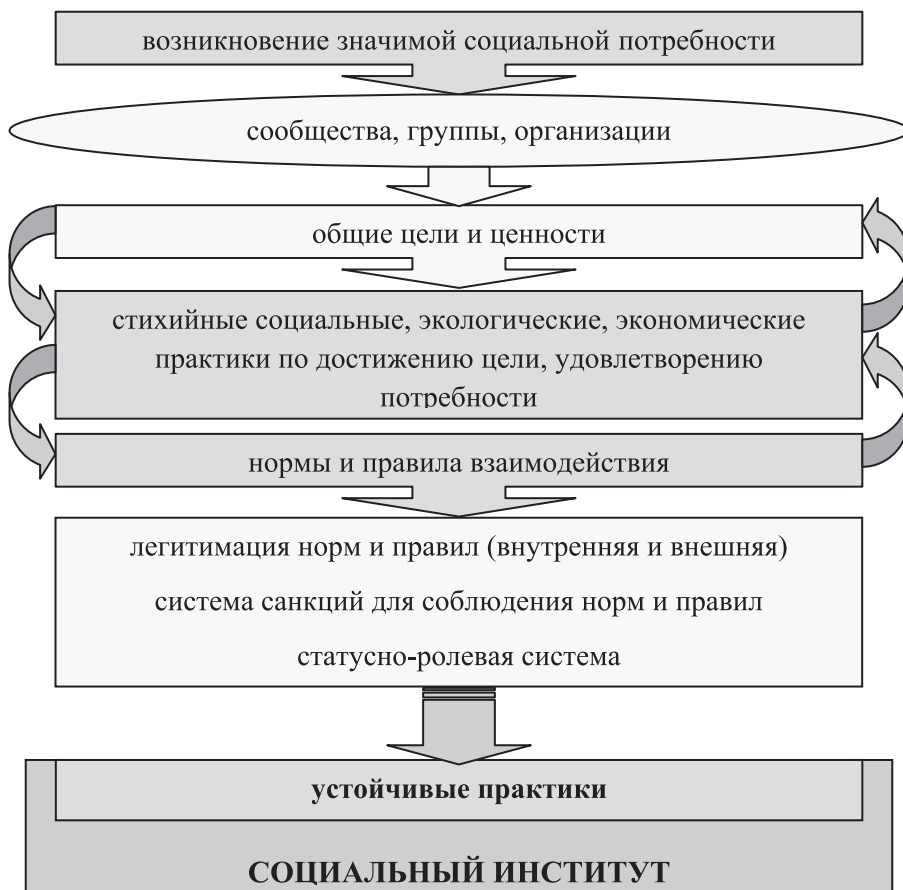 возникновение значимой социальной потребности
сообщества, группы, организации
общие цели и ценности
стихийные социальные, экологические, экономические
практики по достижению цели, удовлетворению
потребности
нормы и правила взаимодействия
легитимация норм и правил (внутренняя и внешняя)
система санкций для соблюдения норм и правил
статусно-ролевая система
устойчивые практики
СОЦИАЛЬНЫЙ ИНСТИТУТ